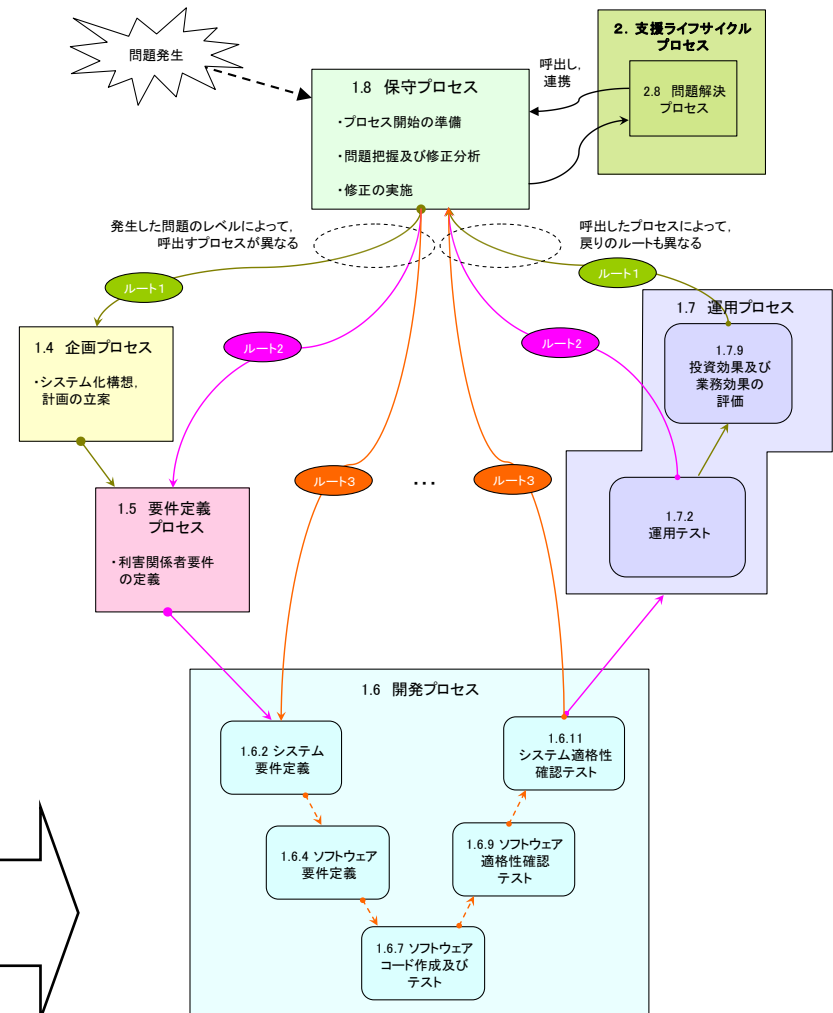 問題発生
2．支援ライフサイクル
プロセス
2.8 問題解決
プロセス
呼出し，
連携
1.8 保守プロセス
・プロセス開始の準備
・問題把握及び修正分析
・修正の実施
発生した問題のレベルによって，
呼出すプロセスが異なる
呼出したプロセスによって，
戻りのルートも異なる
ルート1
ルート1
1.4 企画プロセス
・システム化構想，
計画の立案
ルート2
ルート2
1.7 運用プロセス
1.7.9
投資効果及び
業務効果の
評価
ルート3
…
ルート3
1.5 要件定義
プロセス
・利害関係者要件
の定義
1.7.2
運用テスト
1.6 開発プロセス
1.6.2 システム
要件定義
1.6.11
システム適格性
確認テスト
1.6.4 ソフトウェア
要件定義
1.6.9 ソフトウェア
適格性確認
テスト
1.6.7 ソフトウェア
コード作成及び
テスト